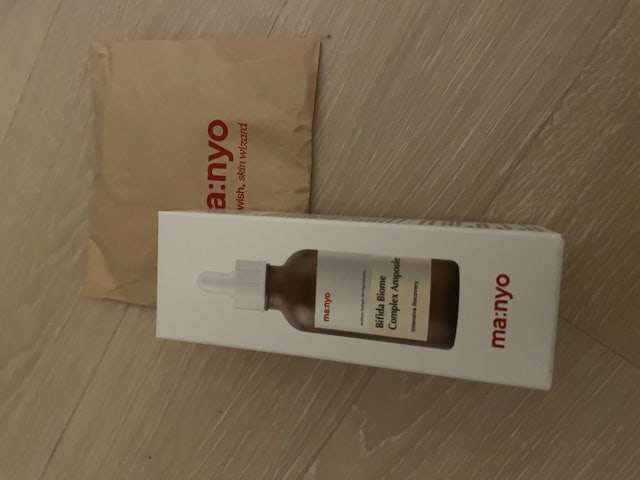 ma:nyo
wish, skin wizard
ma:nyo
Bifida Biome
Complex Ampoule
Intensive Recovery
ma:nyo